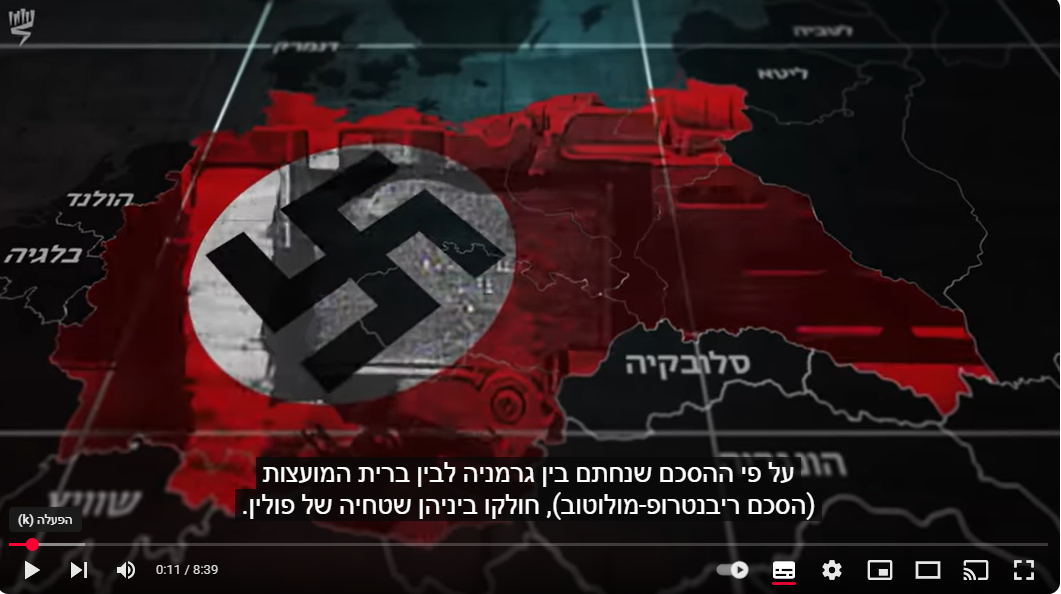 דנמרק
לטביה
ליטא
הולנד
בלגיה
סלובקיה
שוויץ
על פי ההסכם שנחתם בין גרמניה לבין ברית המועצות
(הסכם ריבנטרופ-מולוטוב), חולקו ביניהן שטחיה של פולין.
הפעלה (k)
0:11 / 8:39